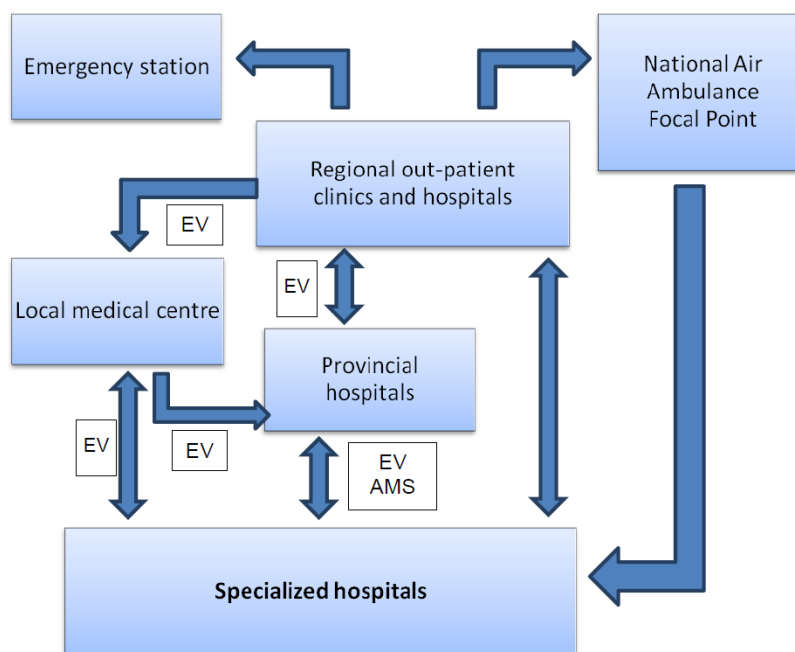 Emergency station
National Air
Ambulance
Focal Point
Regional out-patient
clinics and hospitals
EV
Local medical centre
EV
Provincial
hospitals
EV
EV
EV
AMS
Specialized hospitals